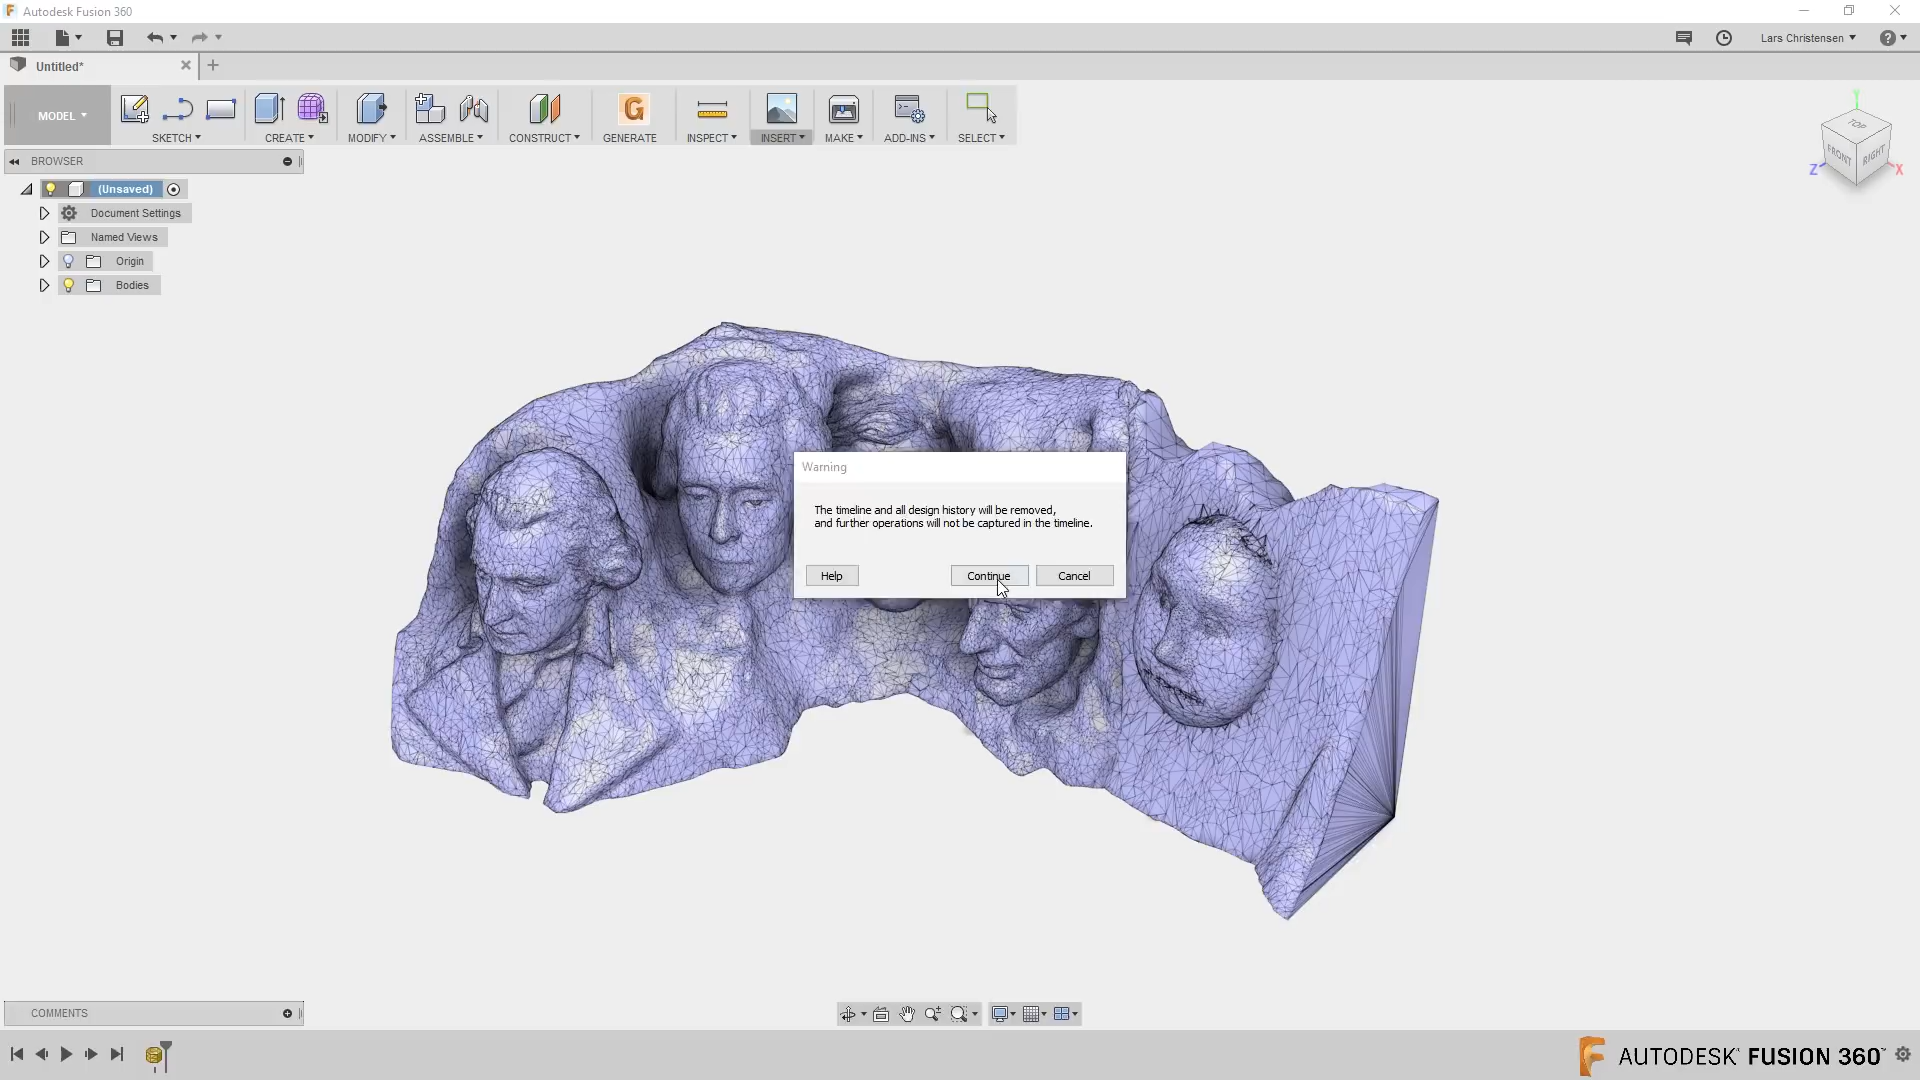 Autodesk Fusion 360
Lars Christensen
Untitled*
MODEL
SKETCH
CREATE
MODIFY
ASSEMBLE
CONSTRUCT
GENERATE
INSPECT
INSERT
MAKE
ADD-INS
SELECT
BROWSER
(Unsaved)
Document Settings
Named Views
Origin
Bodies
Y
TOP
FRONT
RIGHT
Z
X
Warning
The timeline and all design history will be removed,
and further operations will not be captured in the timeline.
Help
Continue
Cancel
COMMENTS
AUTODESK® FUSION 360™